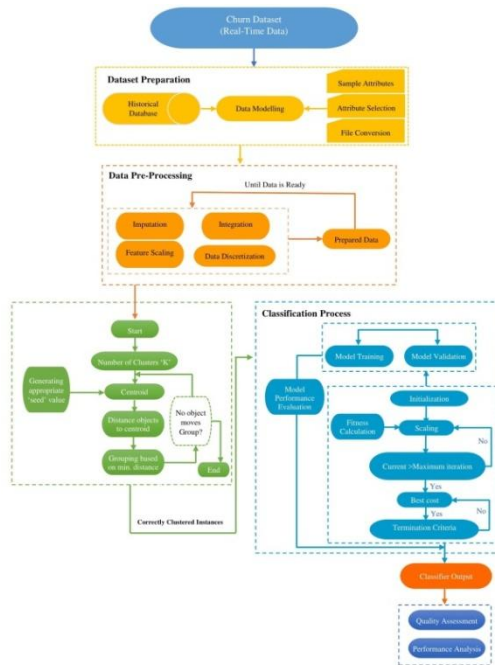 Churn Dataset
(Real-Time Data)
Dataset Preparation
Historical
Database
Data Modelling
Sample Attributes
Attribute Selection
File Conversion
Data Pre-Processing
Until Data is Ready
Imputation
Integration
Feature Scaling
Data Discretization
Prepared Data
Start
Number of Clusters "K"
Generating
appropriate
'seed' value
Centroid
Distance objects
to centroid
Grouping based
on min. distance
No object
moves
Group?
End
Correctly Clustered Instances
Classification Process
Model Training
Model Validation
Model
Performance
Evaluation
Initialization
Fitness
Calculation
Scaling
No
Current >Maximum iteration
Yes
Best cost
No
Yes
Termination Criteria
Classifier Output
Quality Assessment
Performance Analysis